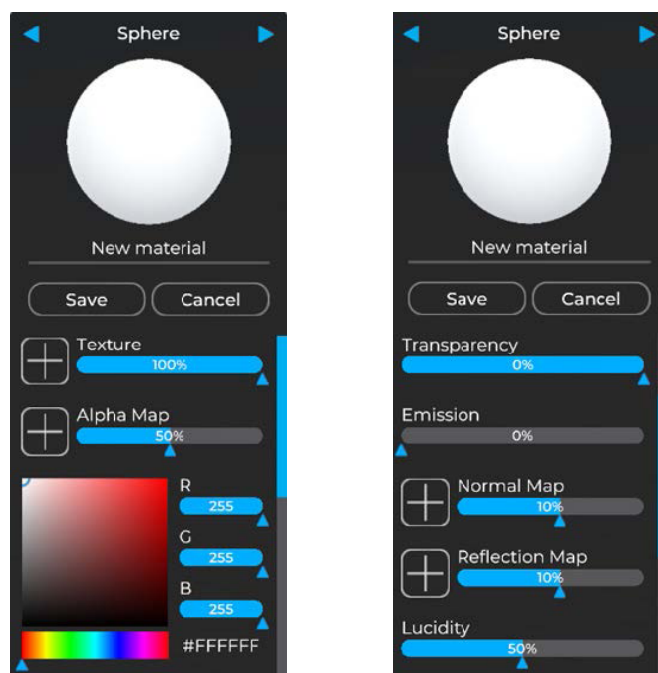 Sphere
New material
Save Cancel
Texture
100%
Alpha Map
50%
R
255
G
255
B
255
#FFFFFF
Sphere
New material
Save Cancel
Transparency
0%
Emission
0%
Normal Map
10%
Reflection Map
10%
Lucidity
50%